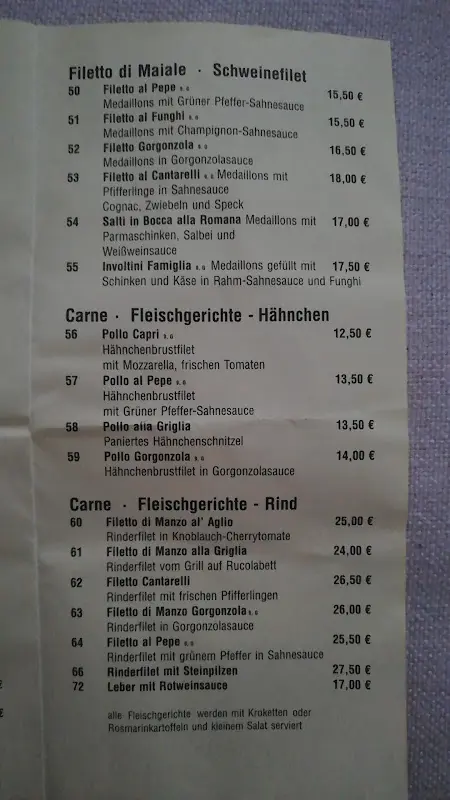 Filetto di Maiale · Schweinefilet
50 Filetto al Pepe 15,50 €
Medaillons mit Grüner Pfeffer-Sahnesauce
51 Filetto al Funghi 15,50 €
Medaillons mit Champignon-Sahnesauce
52 Filetto Gorgonzola 16,50 €
Medaillons in Gorgonzolasauce
53 Filetto al Cantarelli Medaillons mit 18,00 €
Pfifferlinge in Sahnesauce
Cognac, Zwiebeln und Speck
54 Salti in Bocca alla Romana Medaillons mit 17,00 €
Parmaschinken, Salbei und
Weißweinsauce
55 Involtini Famiglia Medaillons gefüllt mit 17,50 €
Schinken und Käse in Rahm-Sahnesauce und Funghi
Carne · Fleischgerichte - Hähnchen
56 Pollo Capri 12,50 €
Hähnchenbrustfilet
mit Mozzarella, frischen Tomaten
57 Pollo al Pepe 13,50 €
Hähnchenbrustfilet
mit Grüner Pfeffer-Sahnesauce
58 Pollo alla Griglia 13,50 €
Paniertes Hähnchenschnitzel
59 Pollo Gorgonzola 14,00 €
Hähnchenbrustfilet in Gorgonzolasauce
Carne · Fleischgerichte - Rind
60 Filetto di Manzo al' Aglio 25,00 €
Rinderfilet in Knoblauch-Cherrytomate
61 Filetto di Manzo alla Griglia 24,00 €
Rinderfilet vom Grill auf Rucolabett
62 Filetto Cantarelli 26,50 €
Rinderfilet mit frischen Pfifferlingen
63 Filetto di Manzo Gorgonzola 26,00 €
Rinderfilet in Gorgonzolasauce
64 Filetto al Pepe 25,50 €
Rinderfilet mit grünem Pfeffer in Sahnesauce
66 Rinderfilet mit Steinpilzen 27,50 €
72 Leber mit Rotweinsauce 17,00 €
alle Fleischgerichte werden mit Kroketten oder
Rosmarinkartoffeln und kleinem Salat serviert
€
€